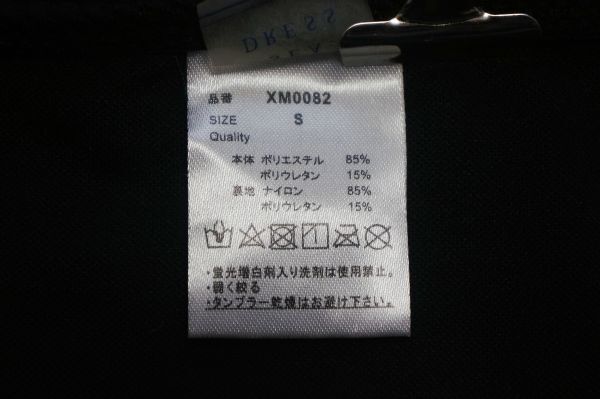 DRESS
品番 XM0082
SIZE S
Quality
本体 ポリエステル 85%
ポリウレタン 15%
裏地 ナイロン 85%
ポリウレタン 15%
・蛍光増白剤入り洗剤は使用禁止。
・弱く絞る
・タンブラー乾燥はお避け下さい。